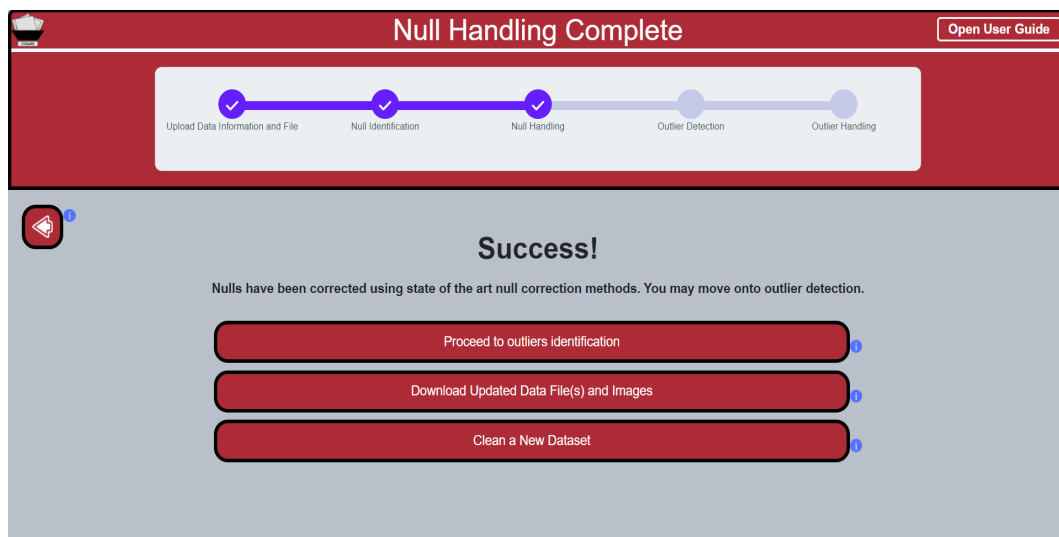 Null Handling Complete
Open User Guide
Upload Data Information and File
Null Identification
Null Handling
Outlier Detection
Outlier Handling
Success!
Nulls have been corrected using state of the art null correction methods. You may move onto outlier detection.
Proceed to outliers identification
Download Updated Data File(s) and Images
Clean a New Dataset